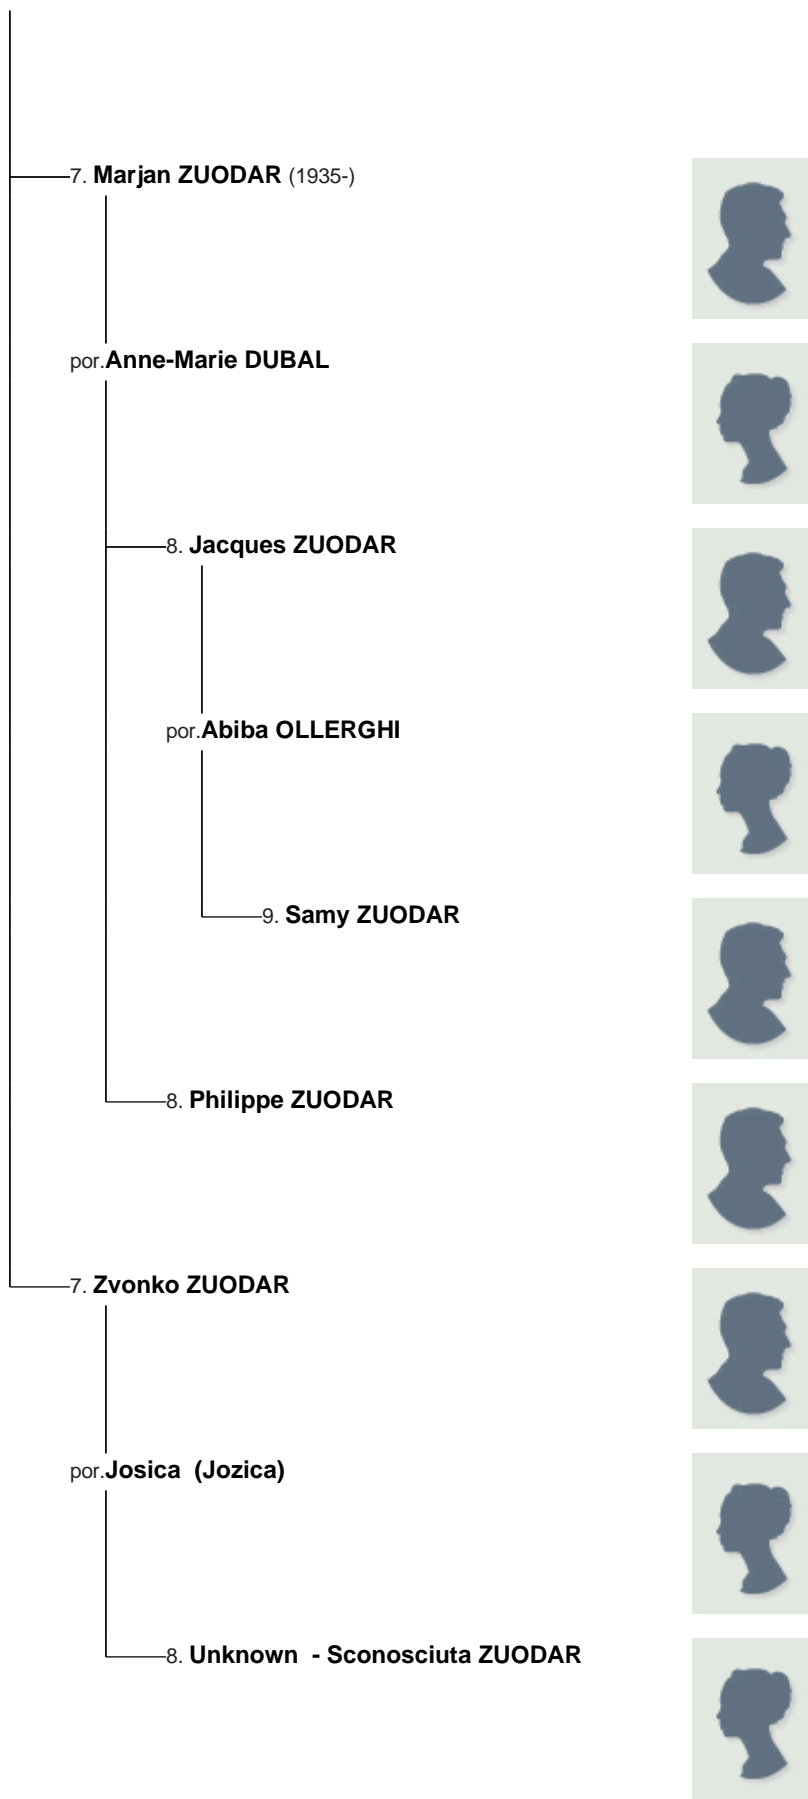 7. Marjan ZUODAR (1935-)
por.Anne-Marie DUBAL
8. Jacques ZUODAR
por.Abiba OLLERGHI
9. Samy ZUODAR
8. Philippe ZUODAR
7. Zvonko ZUODAR
por.Josica (Jozica)
8. Unknown - Sconosciuta ZUODAR